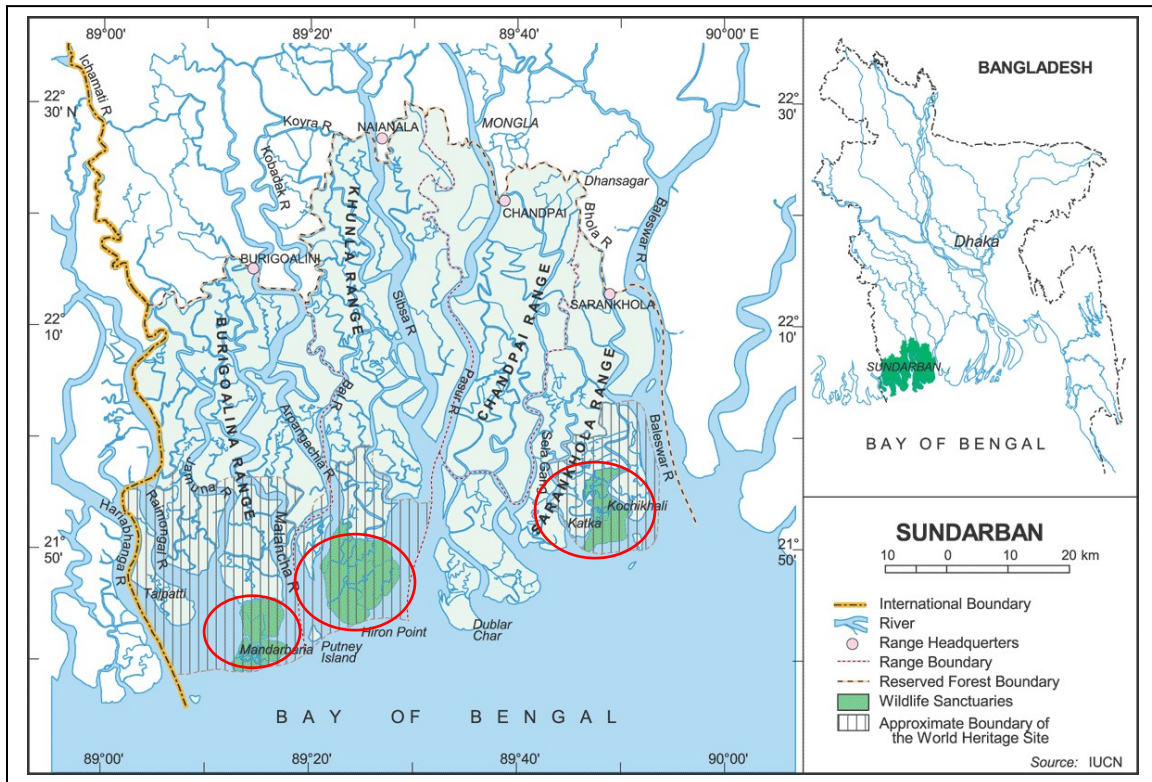 89°00'
89°20'
89°40'
90°00' E
22°
30' N
22°
10'
21°
50'
22°
30'
22°
10'
21°
50'
Ichamati R
Koyra R
NAIANALA
MONGLA
Kobadak R
Dhansagar
CHANDPAI
Bhola R
Baleswar R
BURIGOALINI
KHUNLA RANGE
SARANKHOLA
Sibsa R
BURIGOALINA RANGE
CHANDPAI RANGE
Pasur R
Bal R
Arpangachia R
SARANKHOLA RANGE
Sela Gang
Baleswar R
Jamuna R
Raimongal R
Hariabhanga R
Malancha R
Kochikhali
Katka
Talpatti
Mandarbaria
Putney
Island
Hiron Point
Dublar
Char
BAY OF BENGAL
89°00'
89°20'
89°40'
90°00'
BANGLADESH
Dhaka
SUNDARBAN
BAY OF BENGAL
SUNDARBAN
10 0 10 20 km
International Boundary
River
Range Headquerters
Range Boundary
Reserved Forest Boundary
Wildlife Sanctuaries
Approximate Boundary of
the World Heritage Site
Source: IUCN